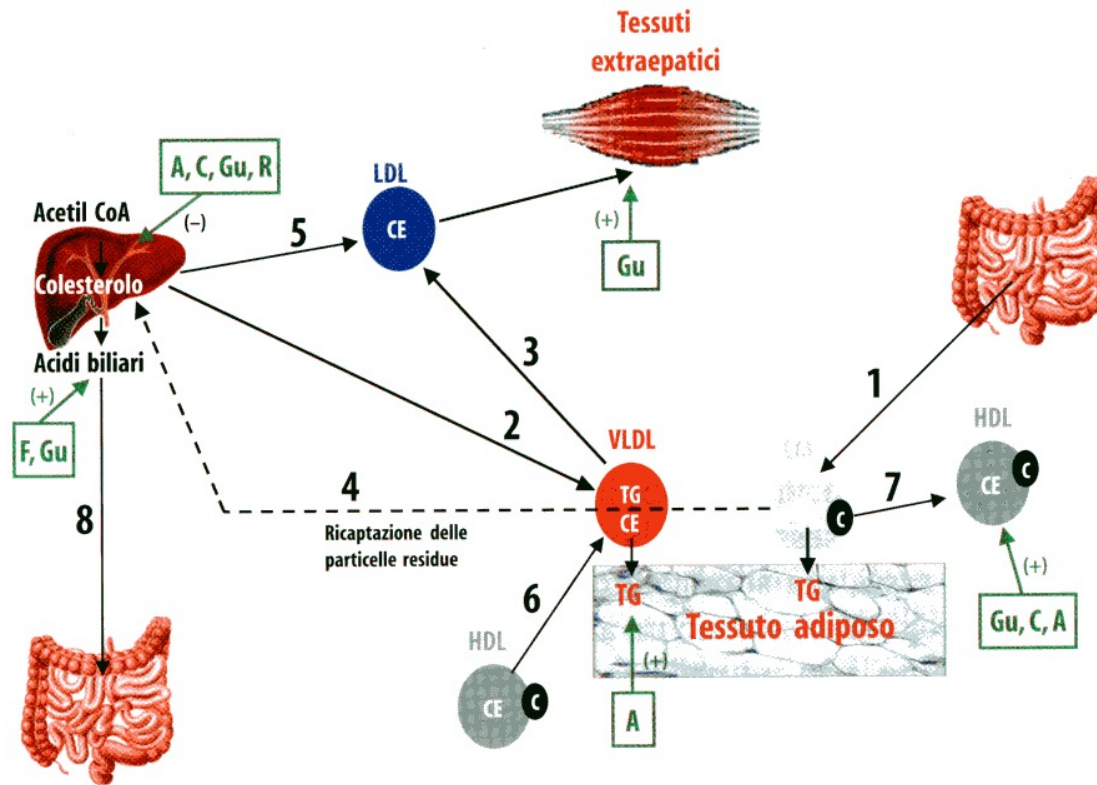 Tessuti
extraepatici
A, C, Gu, R
(-)
Acetil CoA
Colesterolo
Acidi biliari
(+)
F, Gu
LDL
CE
5
(+)
Gu
3
2
1
VLDL
TG
CE
4
Ricaptazione delle
particelle residue
C
7
HDL
CE
C
(+)
Gu, C, A
8
6
HDL
CE
C
TG
TG
Tessuto adiposo
(+)
A